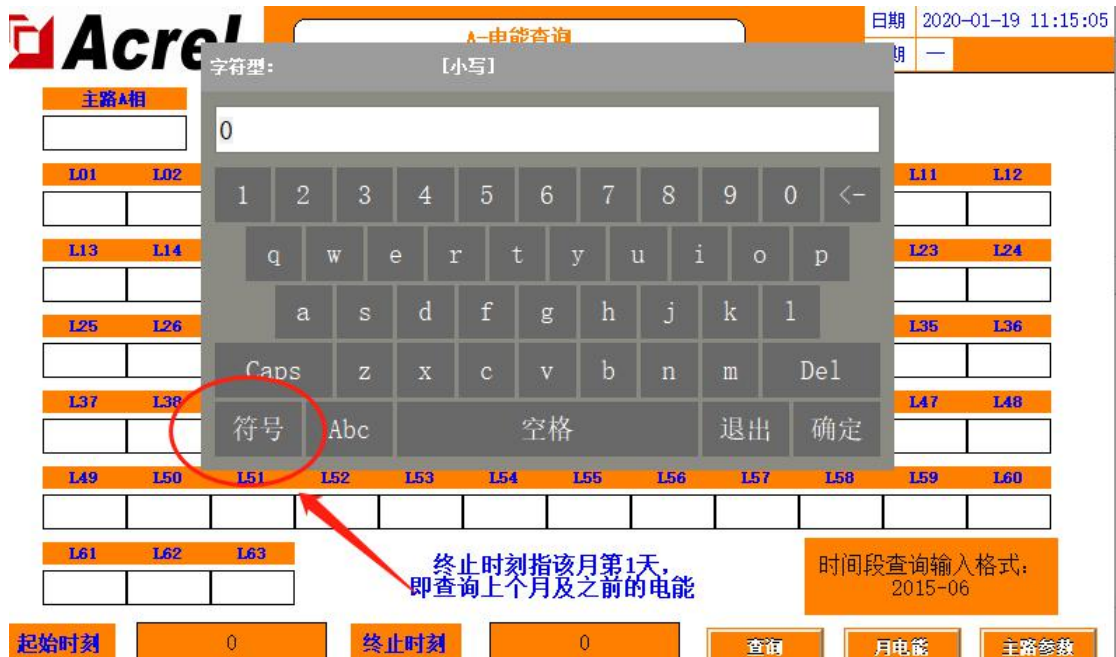 Acrel
A-电能查询
日期 2020-01-19 11:15:05
期 一
字符型: [小写]
主路A相
0
L01 L02 L11 L12
1 2 3 4 5 6 7 8 9 0 <-
q w e r t y u i o p
L13 L14 L23 L24
a s d f g h j k l
L25 L26 L35 L36
Caps z x c v b n m Del
L37 L38 L47 L48
符号 Abc 空格 退出 确定
L49 L50 L51 L52 L53 L54 L55 L56 L57 L58 L59 L60
L61 L62 L63
终止时刻指该月第1天,
即查询上个月及之前的电能
时间段查询输入格式:
2015-06
起始时刻 0 终止时刻 0 查询 月电能 主路参数